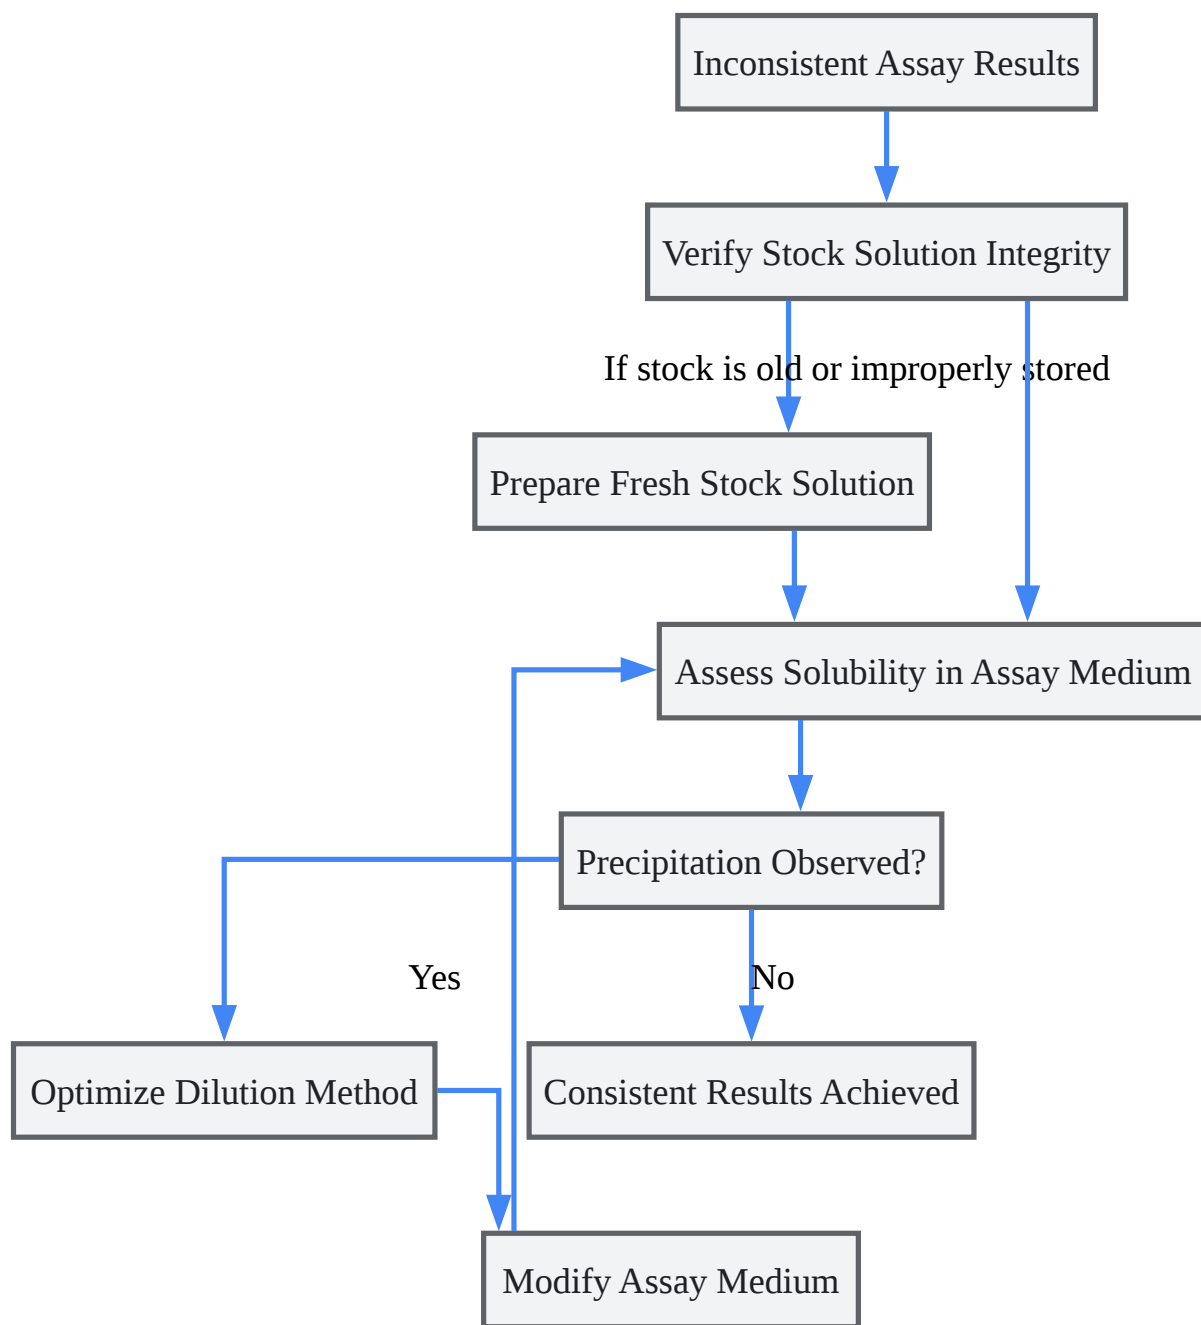 Inconsistent Assay Results
Verify Stock Solution Integrity
If stock is old or improperly stored
Prepare Fresh Stock Solution
Assess Solubility in Assay Medium
Precipitation Observed?
Yes
No
Optimize Dilution Method
Consistent Results Achieved
Modify Assay Medium